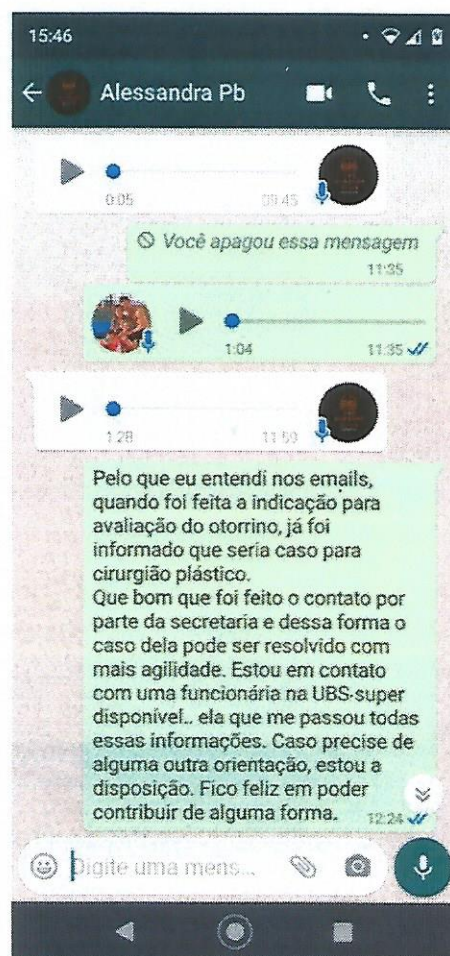 15:46
Alessandra Pb
0:05 09:45
Você apagou essa mensagem
11:35
1:04 11:35
1:28 11:59
Pelo que eu entendi nos emails,
quando foi feita a indicação para
avaliação do otorrino, já foi
informado que seria caso para
cirurgião plástico.
Que bom que foi feito o contato por
parte da secretaria e dessa forma o
caso dela pode ser resolvido com
mais agilidade. Estou em contato
com uma funcionária na UBS-super
disponível.. ela que me passou todas
essas informações. Caso precise de
alguma outra orientação, estou a
disposição. Fico feliz em poder
contribuir de alguma forma. 12:24
Digite uma mens...